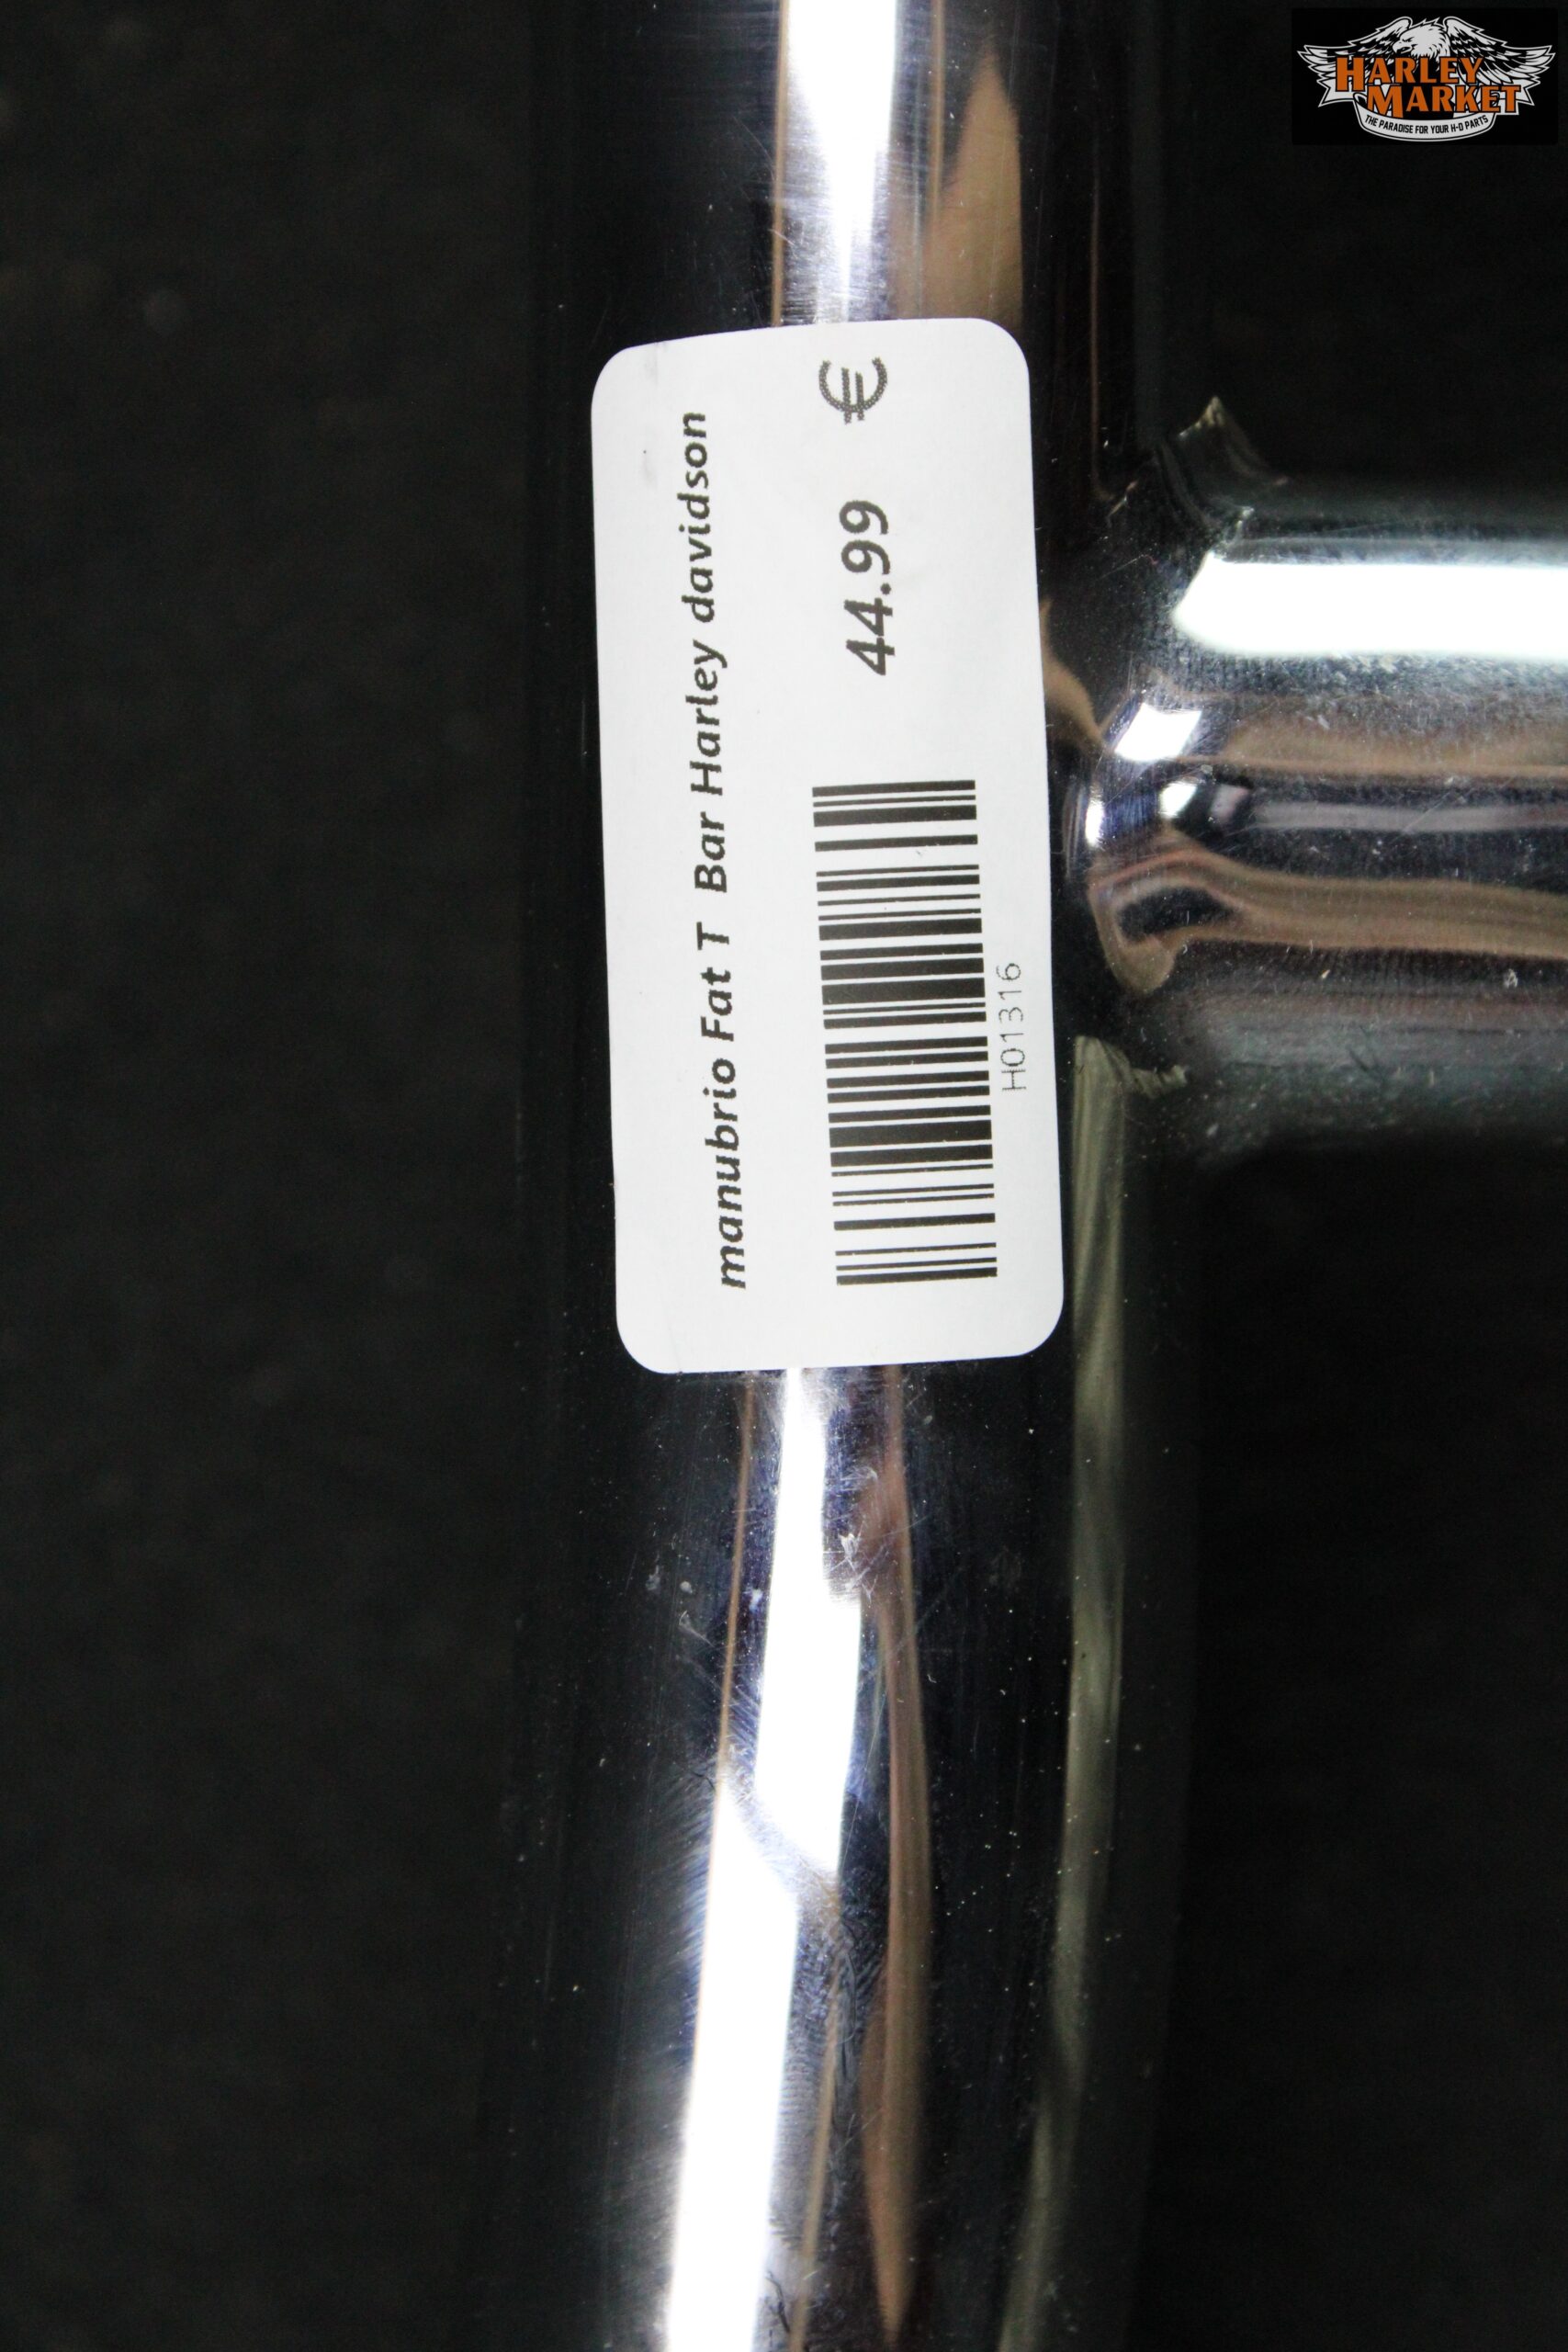 HARLEY
MARKET
THE PARADISE FOR YOUR H-D PARTS
manubrio Fat T Bar Harley davidson
44.99 €
H01316